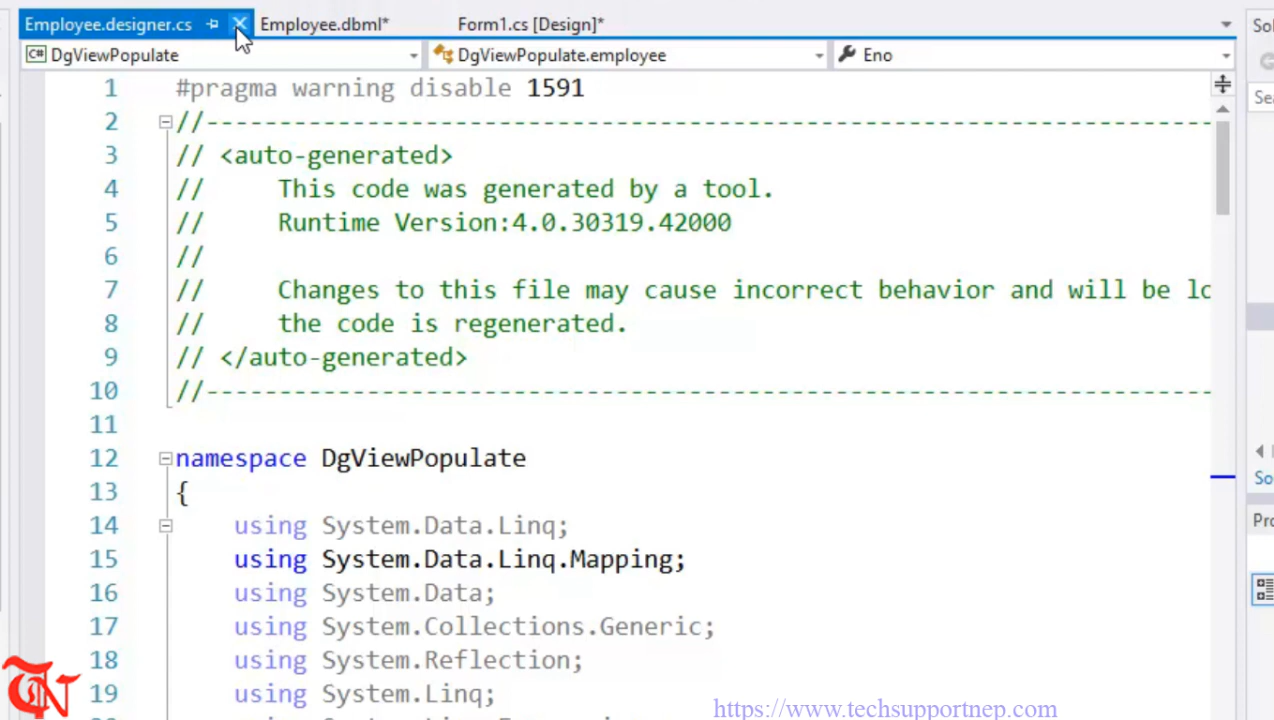 Employee.designer.cs Employee.dbml* Form1.cs [Design]* Sol
C# DgViewPopulate DgViewPopulate.employee Eno
Sea
1 #pragma warning disable 1591
2 //------------------------------------------------------------------------
3 // <auto-generated>
4 //     This code was generated by a tool.
5 //     Runtime Version:4.0.30319.42000
6 //
7 //     Changes to this file may cause incorrect behavior and will be lo
8 //     the code is regenerated.
9 // </auto-generated>
10 //------------------------------------------------------------------------
11
12 namespace DgViewPopulate
13 {
14     using System.Data.Linq;
15     using System.Data.Linq.Mapping;
16     using System.Data;
17     using System.Collections.Generic;
18     using System.Reflection;
19     using System.Linq;
So
Pro
TN
https://www.techsupportnep.com